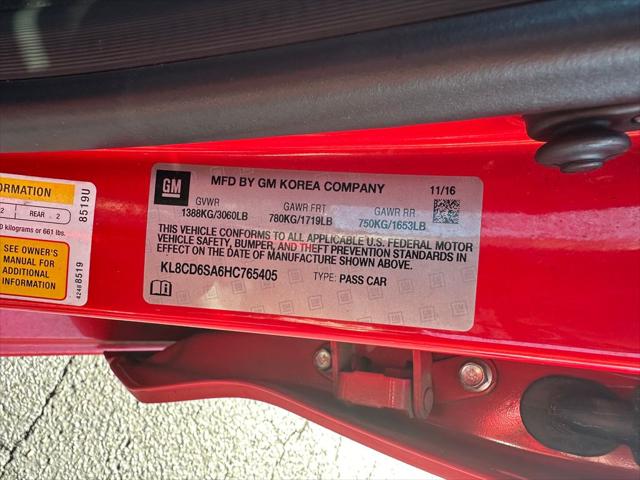 GM
MFD BY GM KOREA COMPANY
11/16
GVWR
GAWR FRT
GAWR RR
1388KG/3060LB
780KG/1719LB
750KG/1653LB
THIS VEHICLE CONFORMS TO ALL APPLICABLE U.S. FEDERAL MOTOR
VEHICLE SAFETY, BUMPER, AND THEFT PREVENTION STANDARDS IN
EFFECT ON THE DATE OF MANUFACTURE SHOWN ABOVE.
KL8CD6SA6HC765405
TYPE: PASS CAR
ORMATION
2
REAR 2
0 kilograms or 661 lbs.
SEE OWNER'S
MANUAL FOR
ADDITIONAL
INFORMATION
8519U
42488519